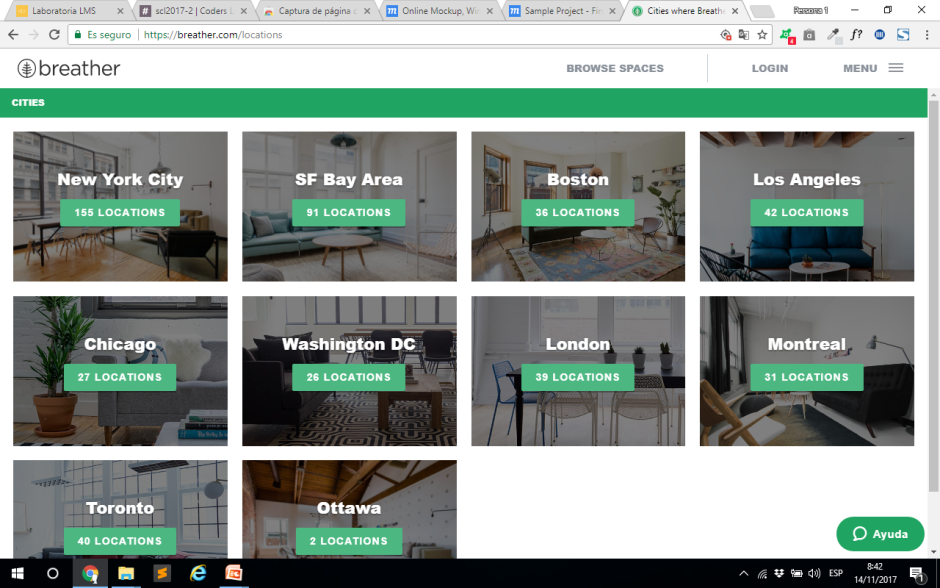 Laboratoria LMS
scl2017-2 | Coders L
Captura de página c
Online Mockup, Wir
Sample Project - Fi
Cities where Breath
Persona 1
Es seguro
https://breather.com/locations
breather
BROWSE SPACES
LOGIN
MENU
CITIES
New York City
155 LOCATIONS
SF Bay Area
91 LOCATIONS
Boston
36 LOCATIONS
Los Angeles
42 LOCATIONS
Chicago
27 LOCATIONS
Washington DC
26 LOCATIONS
London
39 LOCATIONS
Montreal
31 LOCATIONS
Toronto
40 LOCATIONS
Ottawa
2 LOCATIONS
Ayuda
ESP
8:42
14/11/2017